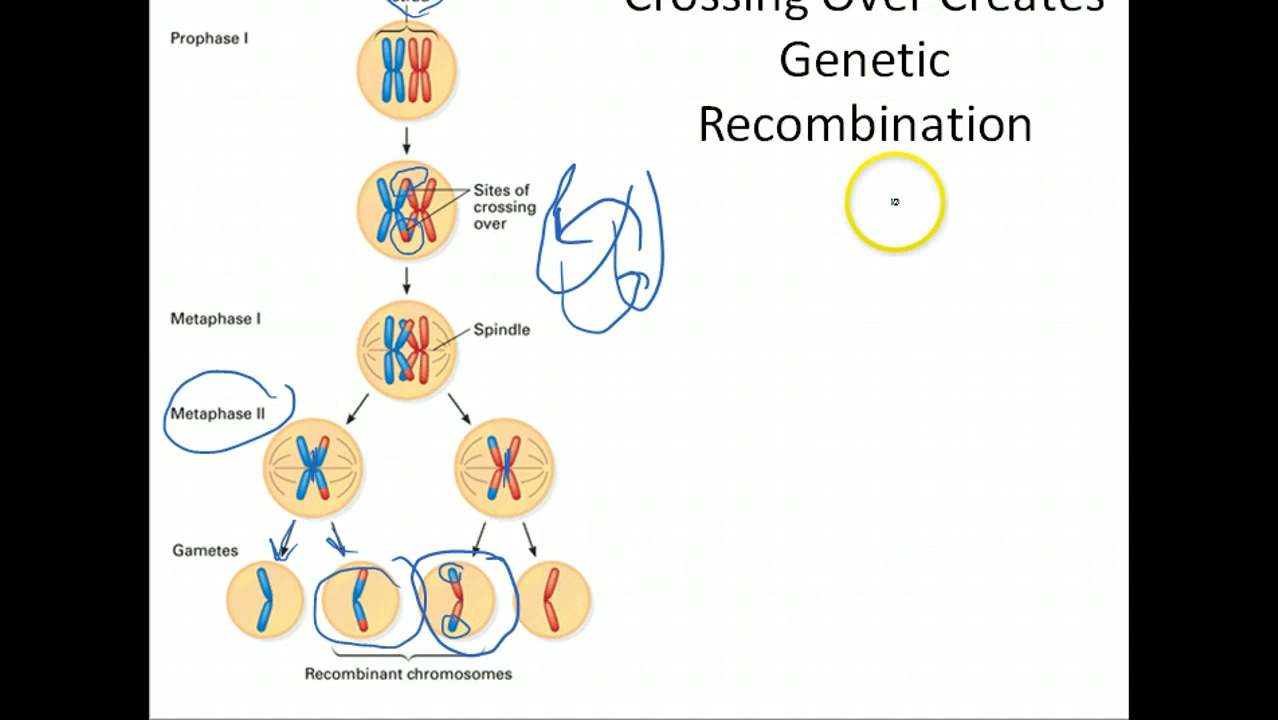 Crossing Over Creates
Genetic
Recombination
Prophase I
Sites of
crossing
over
Metaphase I
Spindle
Metaphase II
Gametes
Recombinant chromosomes